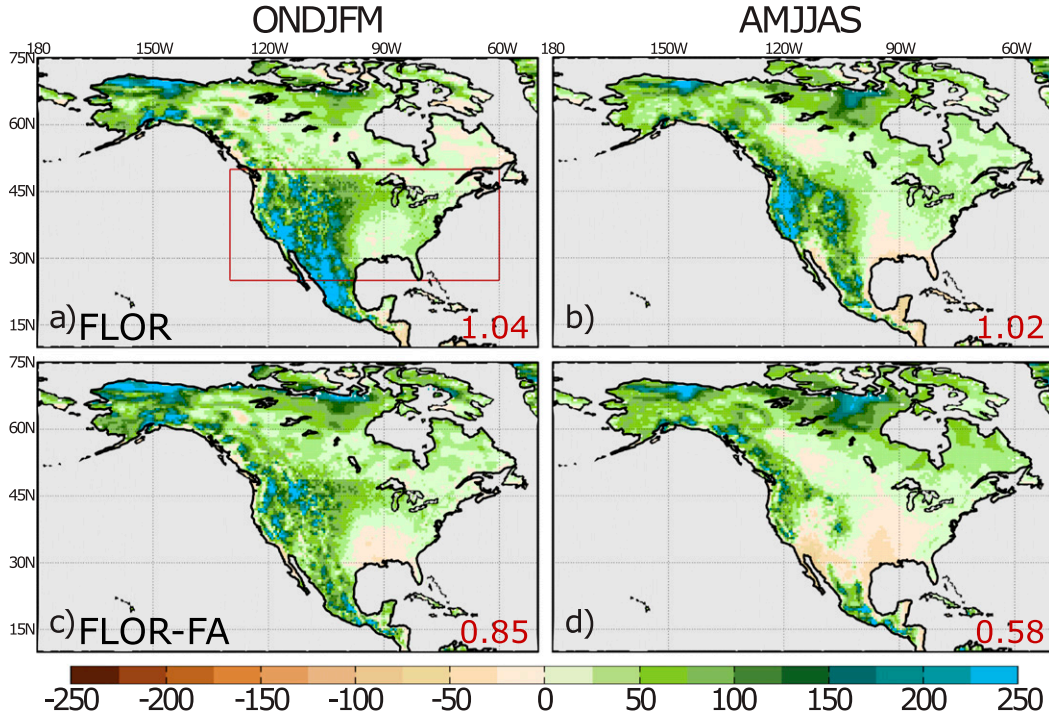 ONDJFM AMJJAS
180 150W 120W 90W 60W 180 150W 120W 90W 60W
75N
60N
45N
30N
15N
a) FLOR 1.04
b) 1.02
75N
60N
45N
30N
15N
c) FLOR-FA 0.85
d) 0.58
-250 -200 -150 -100 -50 0 50 100 150 200 250